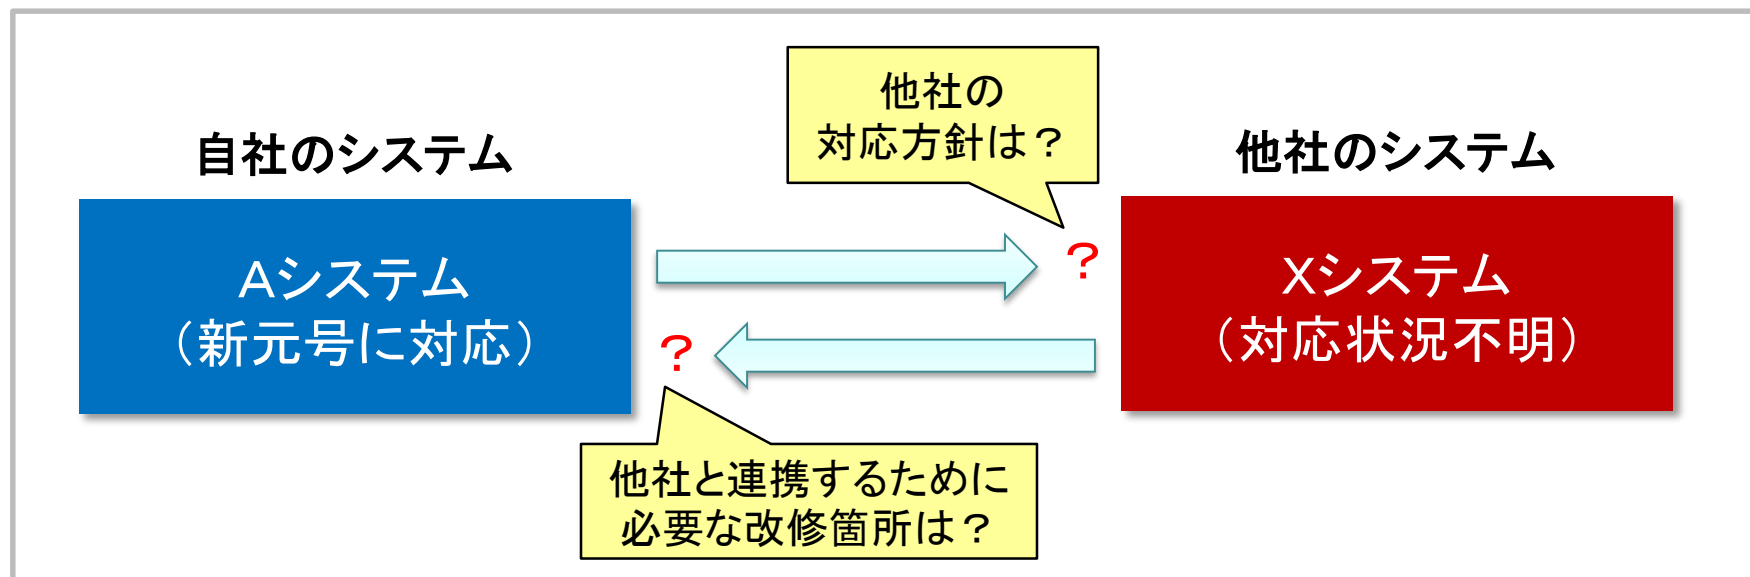 他社の
対応方針は？
自社のシステム
他社のシステム
Aシステム
（新元号に対応）
？
Xシステム
（対応状況不明）
？
他社と連携するために
必要な改修箇所は？